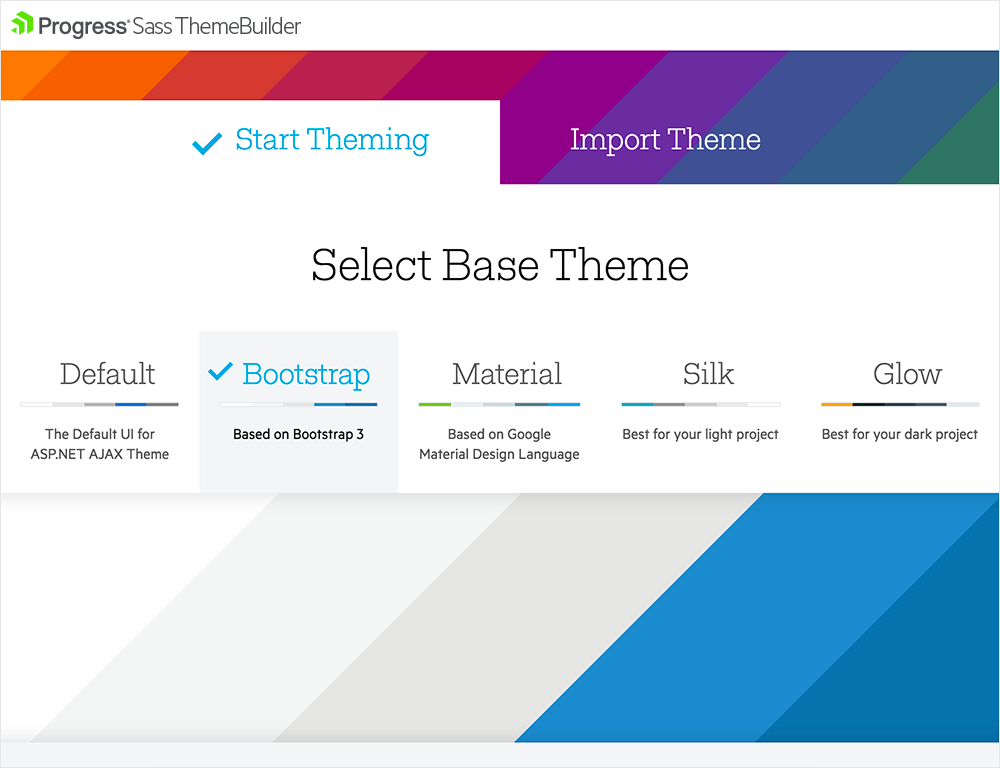 Progress® Sass ThemeBuilder
Start Theming
Import Theme
Select Base Theme
Default
The Default UI for
ASP.NET AJAX Theme
Bootstrap
Based on Bootstrap 3
Material
Based on Google
Material Design Language
Silk
Best for your light project
Glow
Best for your dark project